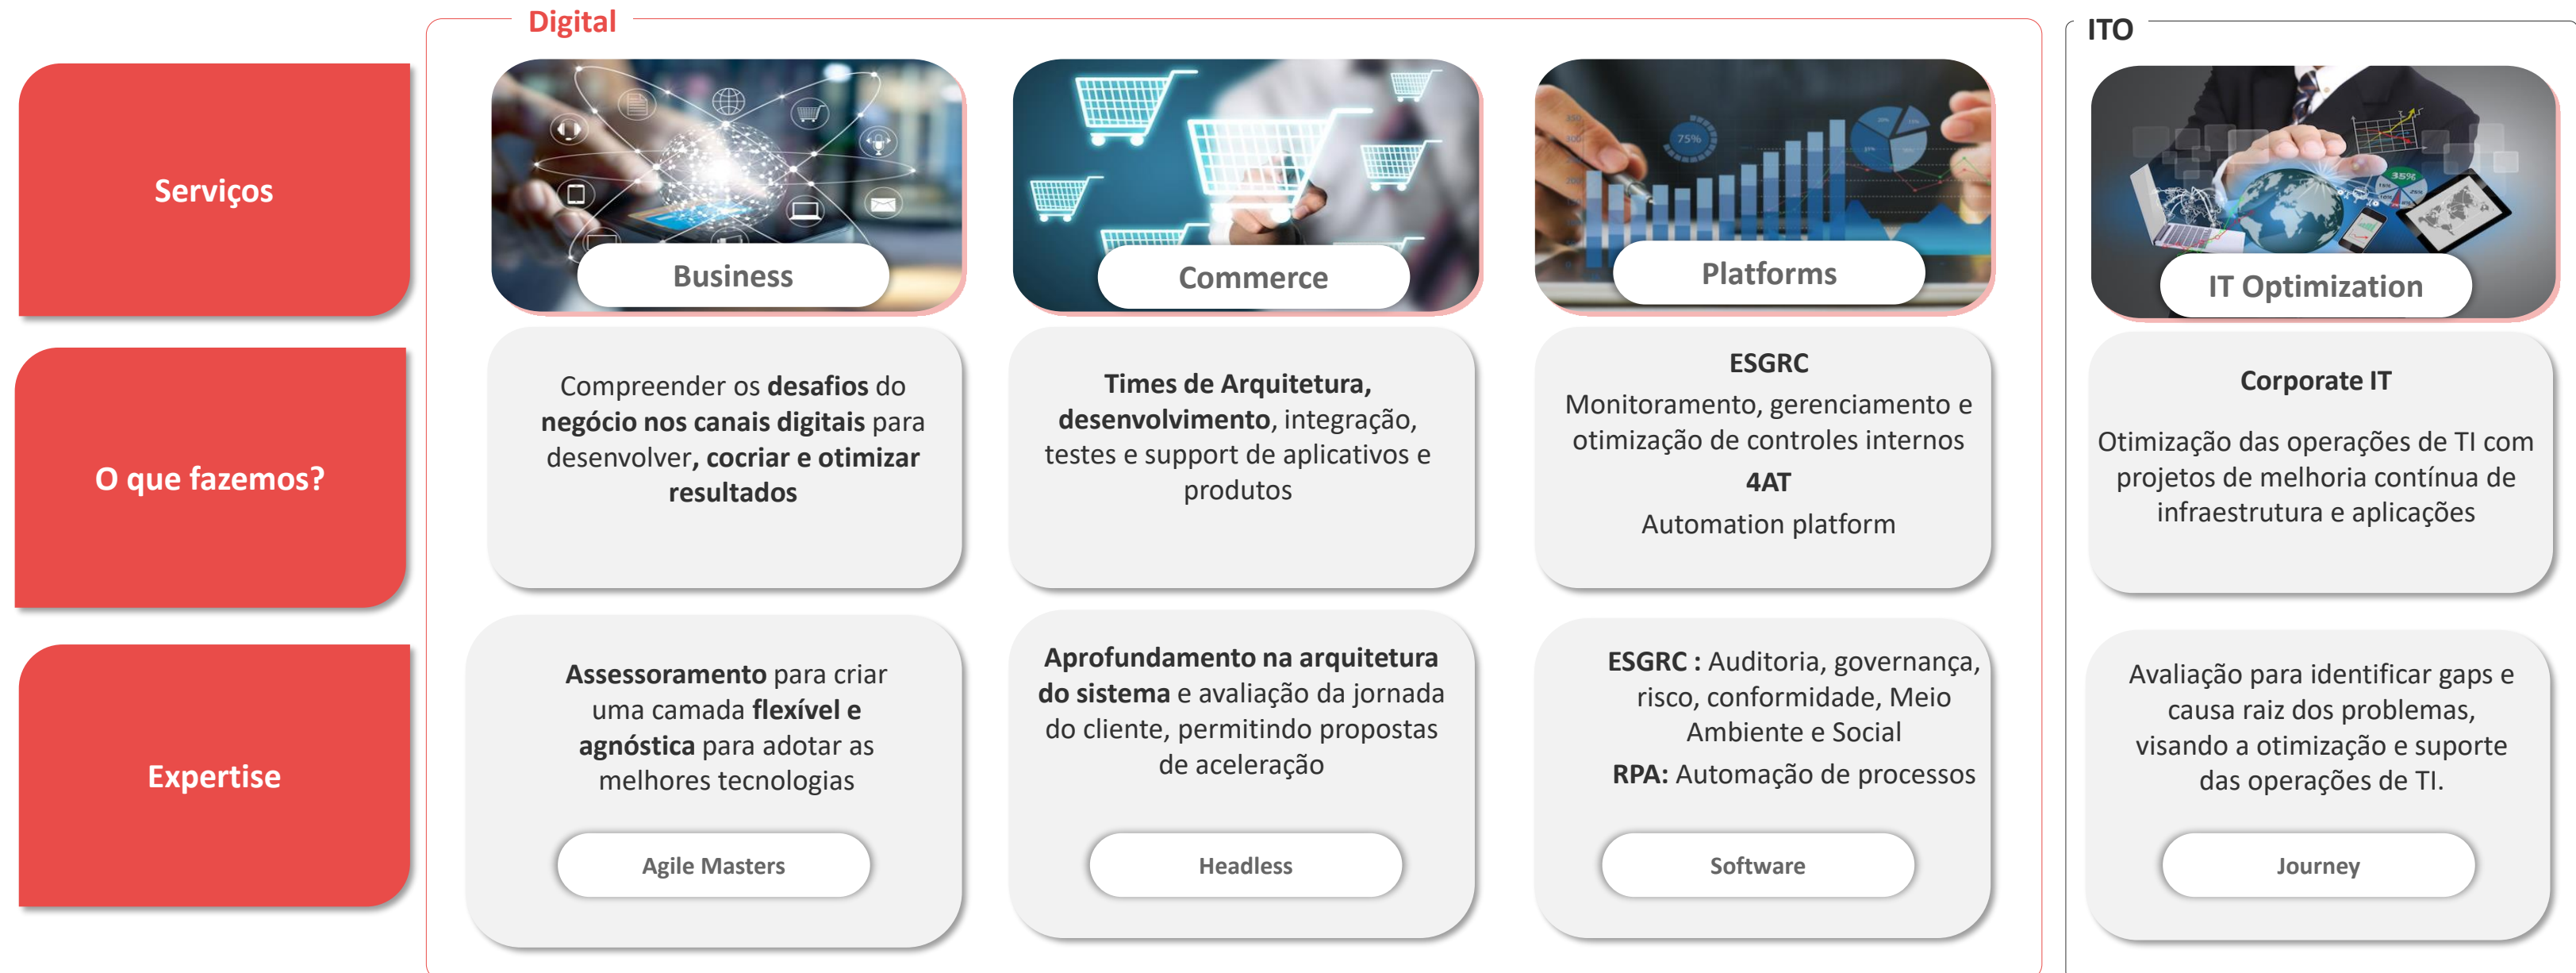 Digital
ITO
Serviços
Business
Commerce
75%
Platforms
35%
IT Optimization
O que fazemos?
Compreender os desafios do
negócio nos canais digitais para
desenvolver, cocriar e otimizar
resultados
Times de Arquitetura,
desenvolvimento, integração,
testes e support de aplicativos e
produtos
ESGRC
Monitoramento, gerenciamento e
otimização de controles internos
4AT
Automation platform
Corporate IT
Otimização das operações de TI com
projetos de melhoria contínua de
infraestrutura e aplicações
Expertise
Assessoramento para criar
uma camada flexível e
agnóstica para adotar as
melhores tecnologias
Agile Masters
Aprofundamento na arquitetura
do sistema e avaliação da jornada
do cliente, permitindo propostas
de aceleração
Headless
ESGRC : Auditoria, governança,
risco, conformidade, Meio
Ambiente e Social
RPA: Automação de processos
Software
Avaliação para identificar gaps e
causa raiz dos problemas,
visando a otimização e suporte
das operações de TI.
Journey